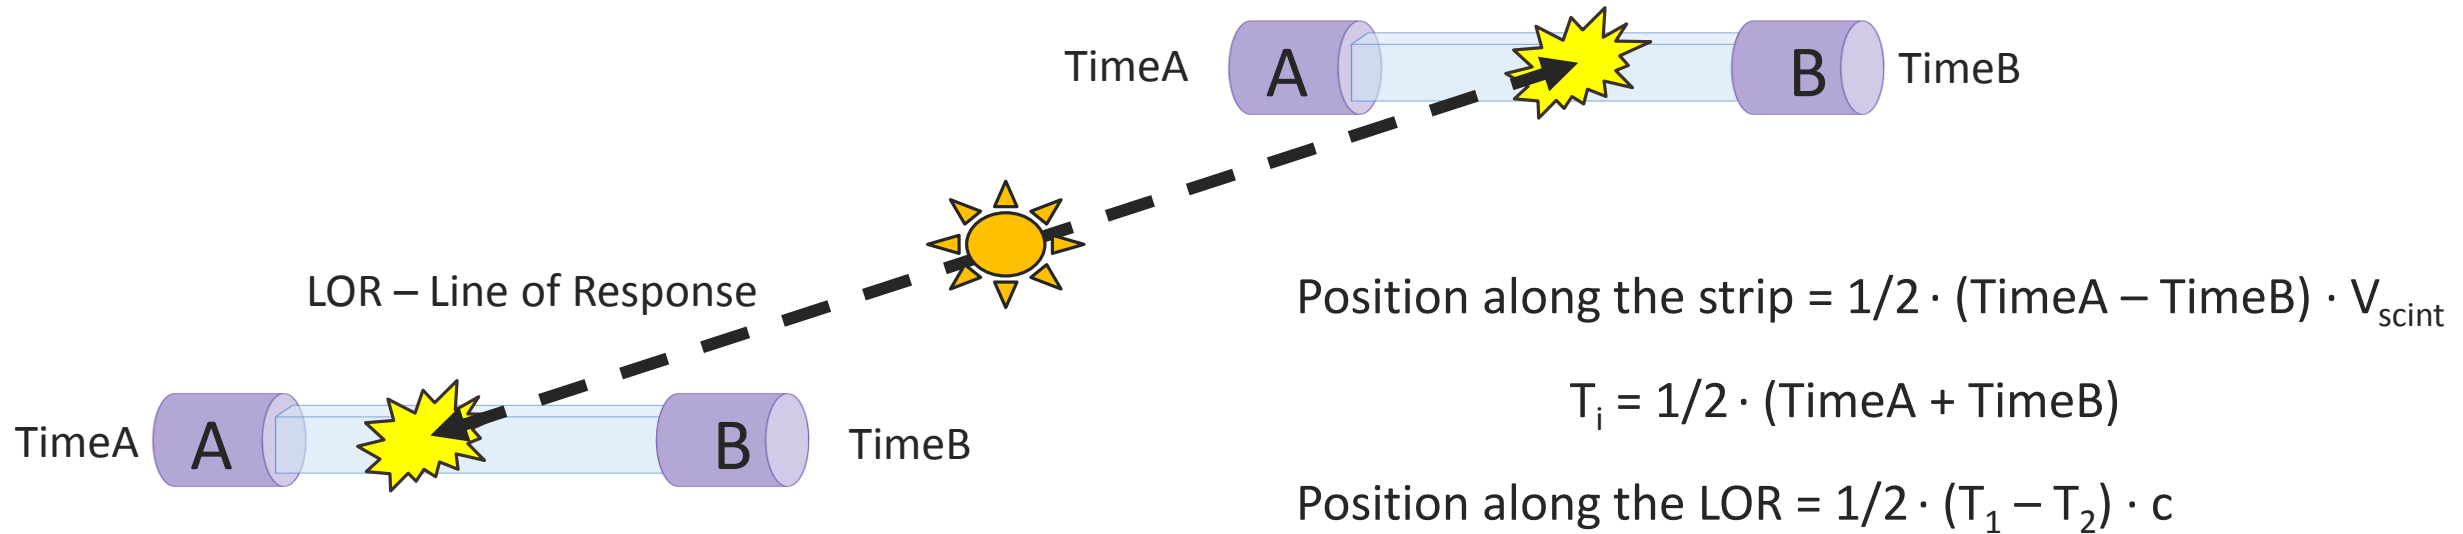 TimeA A B TimeB
LOR – Line of Response
Position along the strip = 1/2 · (TimeA – TimeB) · Vscint
Ti = 1/2 · (TimeA + TimeB)
TimeA A B TimeB
Position along the LOR = 1/2 · (T1 – T2) · c